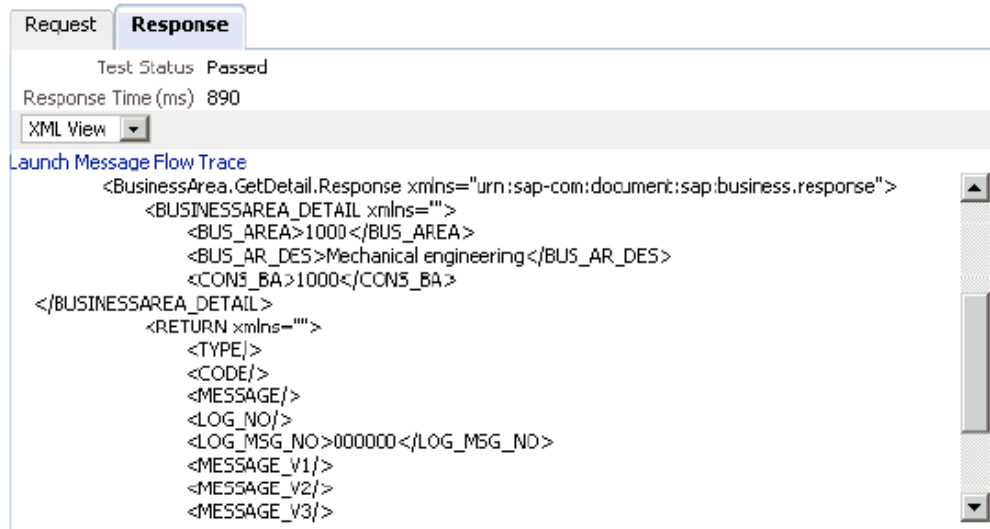 Request Response
Test Status Passed
Response Time (ms) 890
XML View
Launch Message Flow Trace
<BusinessArea.GetDetail.Response xmlns="urn:sap-com:document:sap:business.response">
<BUSINESSAREA_DETAIL xmlns="">
<BUS_AREA>1000</BUS_AREA>
<BUS_AR_DES>Mechanical engineering</BUS_AR_DES>
<CONS_BA>1000</CONS_BA>
</BUSINESSAREA_DETAIL>
<RETURN xmlns="">
<TYPE/>
<CODE/>
<MESSAGE/>
<LOG_NO/>
<LOG_MSG_NO>000000</LOG_MSG_NO>
<MESSAGE_V1/>
<MESSAGE_V2/>
<MESSAGE_V3/>